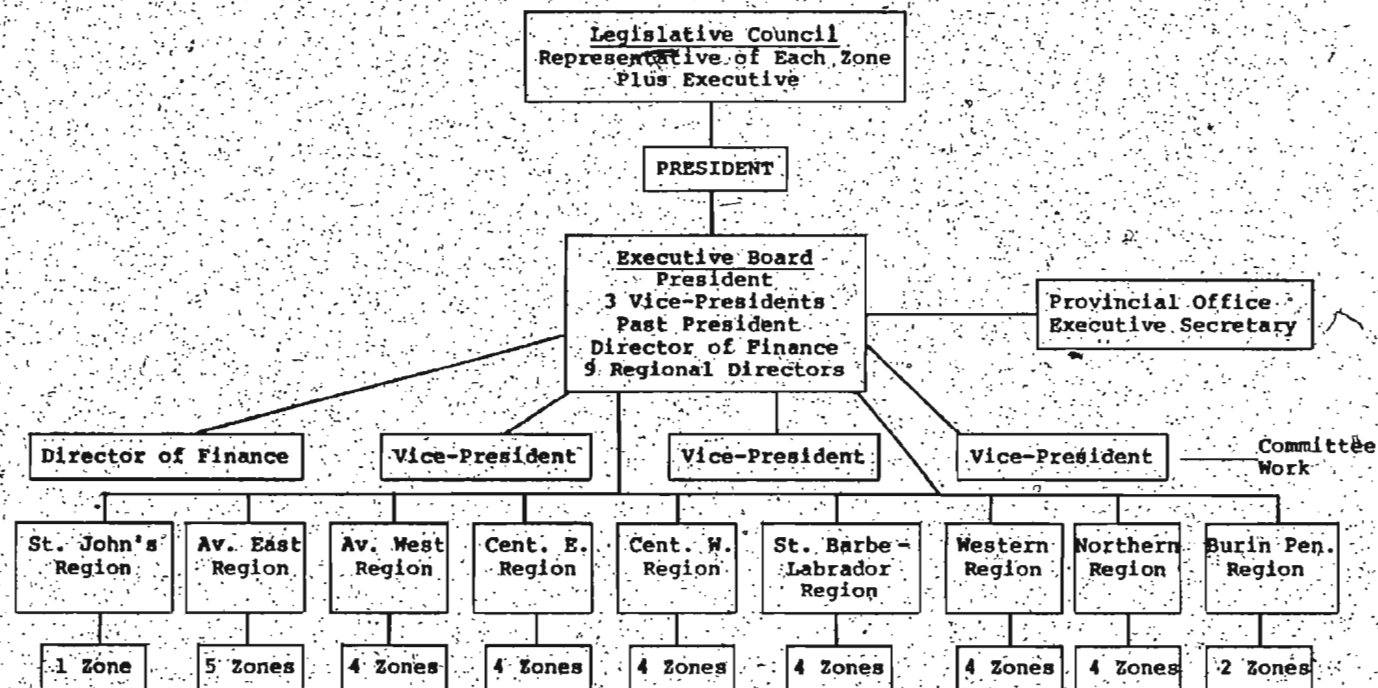 Legislative Council
Representative of Each Zone
Plus Executive
PRESIDENT
Executive Board
President
3 Vice-Presidents
Past President
Director of Finance
9 Regional Directors
Provincial Office
Executive Secretary
Director of Finance
Vice-President
Vice-President
Vice-President
Committee
Work
St. John's
Region
Av. East
Region
Av. West
Region
Cent. E.
Region
Cent. W.
Region
St. Barbe-
Labrador
Region
Western
Region
Northern
Region
Burin Pen.
Region
1 Zone
5 Zones
4 Zones
4 Zones
4 Zones
4 Zones
4 Zones
4 Zones
2 Zones